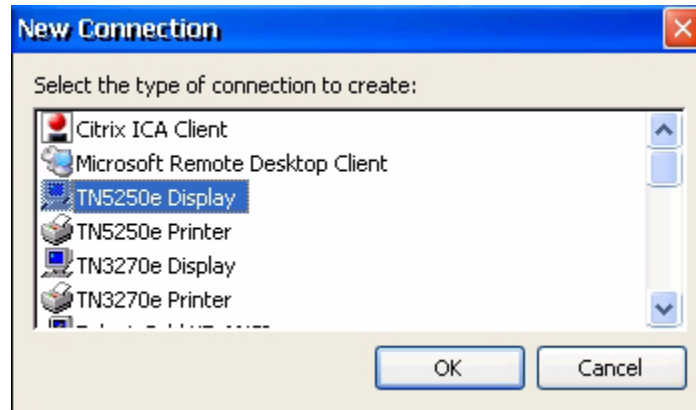 New Connection
Select the type of connection to create:
Citrix ICA Client
Microsoft Remote Desktop Client
TN5250e Display
TN5250e Printer
TN3270e Display
TN3270e Printer
OK Cancel